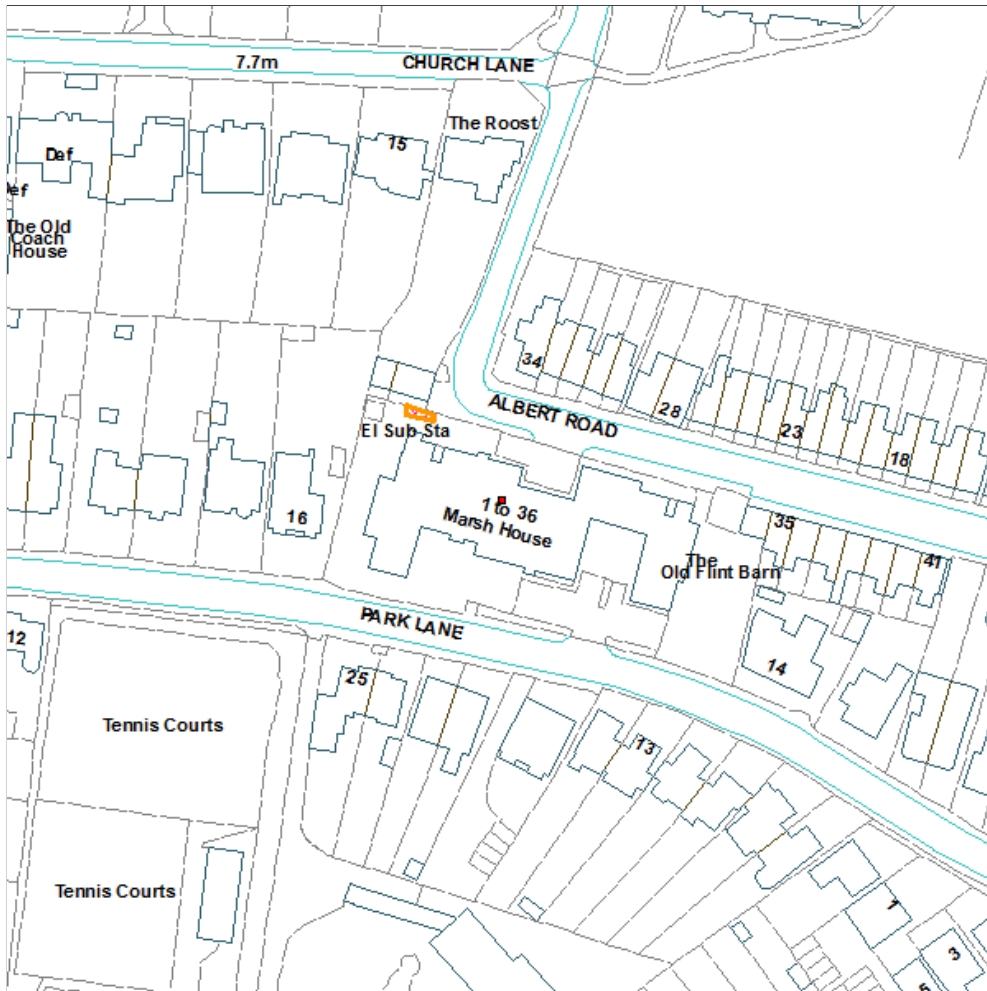 7.7m
CHURCH LANE
The Roost
15
Def
The Old
Coach
House
34
ALBERT ROAD
28
23
18
El Sub Sta
16
1 to 36
Marsh House
35
41
The
Old Flint Barn
PARK LANE
12
14
25
13
Tennis Courts
Tennis Courts
1
3